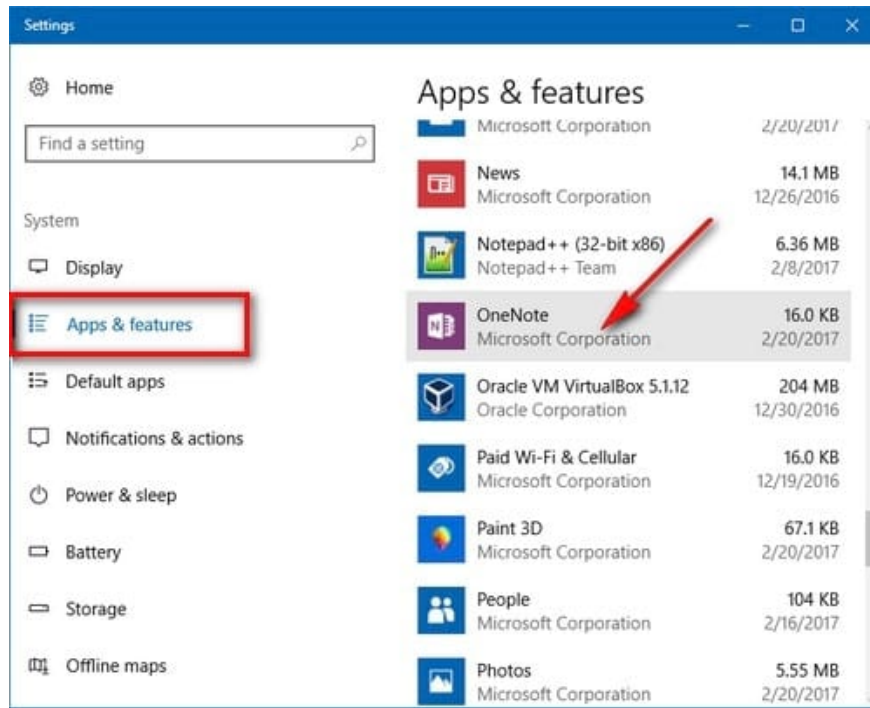 Settings
Home
Find a setting
System
Display
Apps & features
Default apps
Notifications & actions
Power & sleep
Battery
Storage
Offline maps
Apps & features
Microsoft Corporation 2/20/2017
News 14.1 MB
Microsoft Corporation 12/26/2016
Notepad++ (32-bit x86) 6.36 MB
Notepad++ Team 2/8/2017
OneNote 16.0 KB
Microsoft Corporation 2/20/2017
Oracle VM VirtualBox 5.1.12 204 MB
Oracle Corporation 12/30/2016
Paid Wi-Fi & Cellular 16.0 KB
Microsoft Corporation 12/19/2016
Paint 3D 67.1 KB
Microsoft Corporation 2/20/2017
People 104 KB
Microsoft Corporation 2/16/2017
Photos 5.55 MB
Microsoft Corporation 2/20/2017